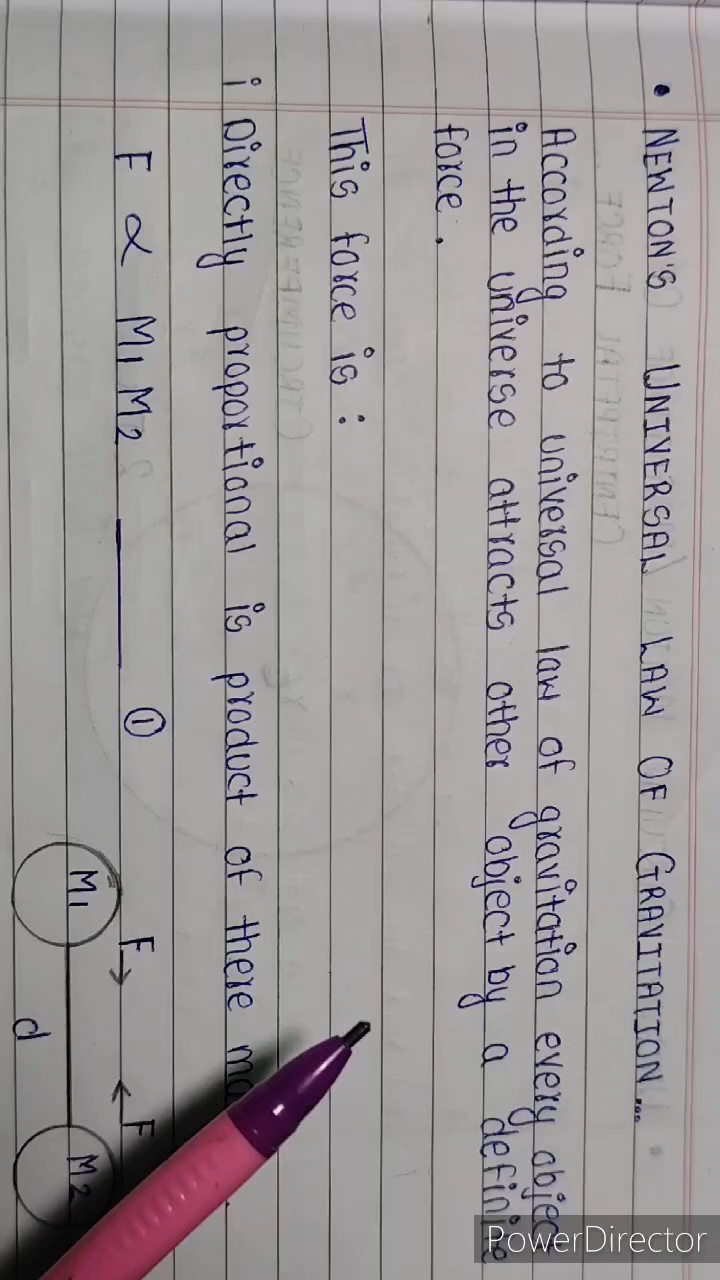 • NEWTON'S UNIVERSAL LAW OF GRAVITATION...
According to universal law of gravitation every object
in the universe attracts other object by a definite
force.
This force is :
i Directly proportional is product of there
F ∝ M1 M2 ——— ①
F → ← F
M1 M2
d
PowerDirector